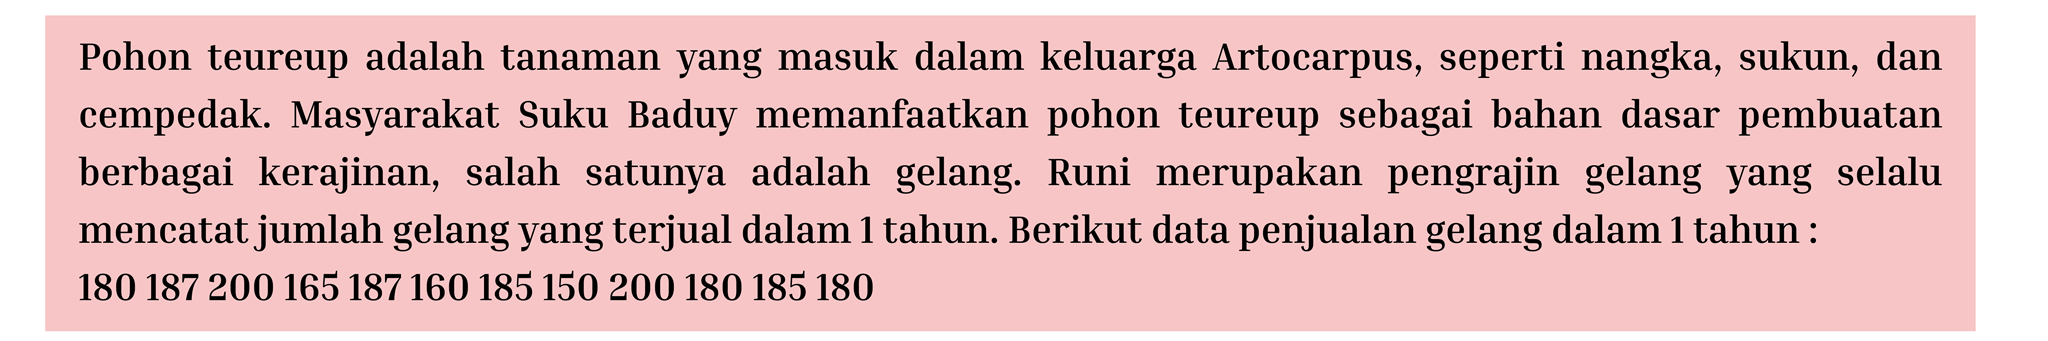 Pohon teureup adalah tanaman yang masuk dalam keluarga Artocarpus, seperti nangka, sukun, dan
cempedak. Masyarakat Suku Baduy memanfaatkan pohon teureup sebagai bahan dasar pembuatan
berbagai kerajinan, salah satunya adalah gelang. Runi merupakan pengrajin gelang yang selalu
mencatat jumlah gelang yang terjual dalam 1 tahun. Berikut data penjualan gelang dalam 1 tahun :
180 187 200 165 187 160 185 150 200 180 185 180